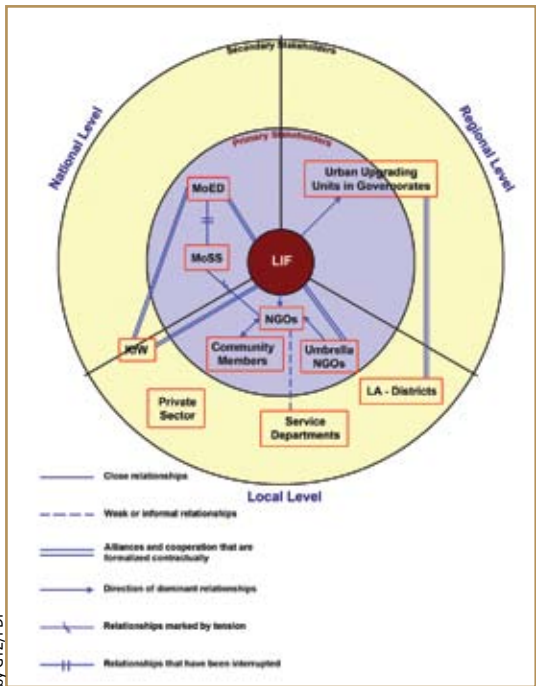 Secondary Stakeholders
National Level
Regional Level
Primary Stakeholders
Urban Upgrading
Units in Governorates
MoED
MoSS
LIF
NGOs
KfW
Community
Members
Umbrella
NGOs
LA - Districts
Private
Sector
Service
Departments
Local Level
Close relationships
Weak or informal relationships
Alliances and cooperation that are
formalized contractually
Direction of dominant relationships
Relationships marked by tension
Relationships that have been interrupted